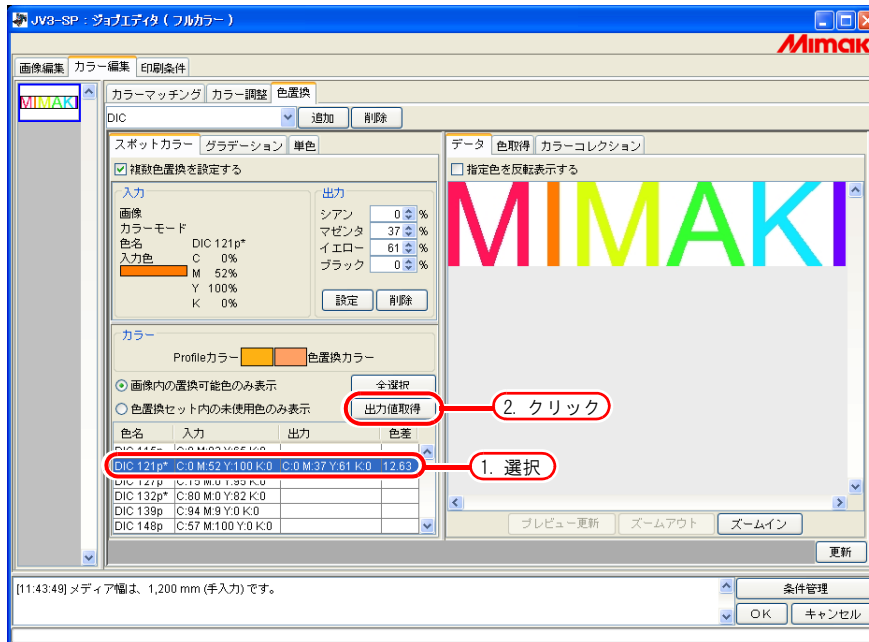 JV3-SP : ジョブエディタ ( フルカラー )
Mimaki
画像編集 カラー編集 印刷条件
MIMAKI
カラーマッチング カラー調整 色置換
DIC 追加 削除
スポットカラー グラデーション 単色
複数色置換を設定する
入力
画像
カラーモード
色名 DIC 121p*
入力色 C 0%
M 52%
Y 100%
K 0%
出力
シアン 0 %
マゼンタ 37 %
イエロー 61 %
ブラック 0 %
設定 削除
カラー
Profileカラー 色置換カラー
画像内の置換可能色のみ表示 全選択
色置換セット内の未使用色のみ表示 出力値取得
2. クリック
色名 入力 出力 色差
DIC 121p* C:0 M:52 Y:100 K:0 C:0 M:37 Y:61 K:0 12.63
1. 選択
DIC 127p C:15 M:0 Y:95 K:0
DIC 132p* C:80 M:0 Y:82 K:0
DIC 139p C:94 M:9 Y:0 K:0
DIC 148p C:57 M:100 Y:0 K:0
データ 色取得 カラーコレクション
指定色を反転表示する
MIMAKI
プレビュー更新 ズームアウト ズームイン
更新
[11:43:49] メディア幅は、1,200 mm (手入力) です。
条件管理
OK キャンセル